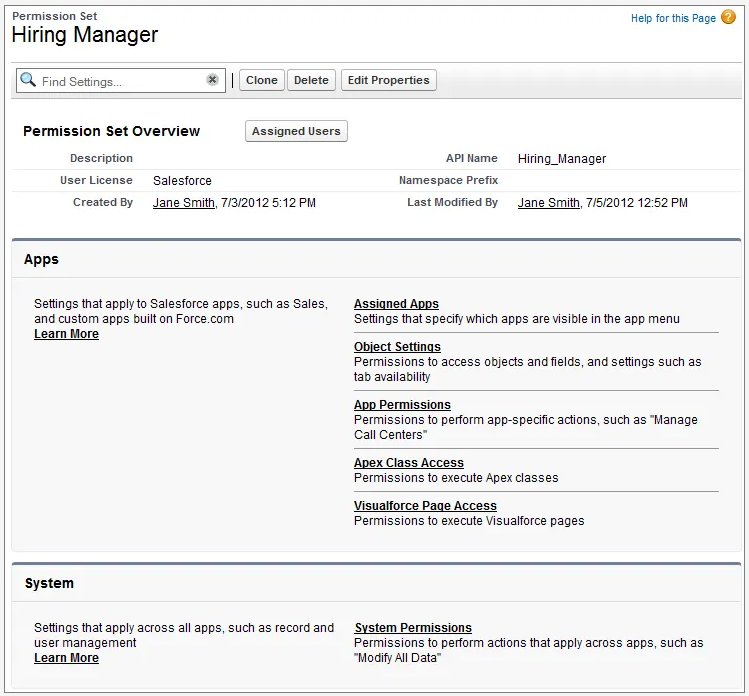 Permission Set
Hiring Manager
Help for this Page ?
Find Settings...
Clone
Delete
Edit Properties
Permission Set Overview
Assigned Users
Description
API Name Hiring_Manager
User License Salesforce
Namespace Prefix
Created By Jane Smith, 7/3/2012 5:12 PM
Last Modified By Jane Smith, 7/5/2012 12:52 PM
Apps
Settings that apply to Salesforce apps, such as Sales,
and custom apps built on Force.com
Learn More
Assigned Apps
Settings that specify which apps are visible in the app menu
Object Settings
Permissions to access objects and fields, and settings such as
tab availability
App Permissions
Permissions to perform app-specific actions, such as "Manage
Call Centers"
Apex Class Access
Permissions to execute Apex classes
Visualforce Page Access
Permissions to execute Visualforce pages
System
Settings that apply across all apps, such as record and
user management
Learn More
System Permissions
Permissions to perform actions that apply across apps, such as
"Modify All Data"